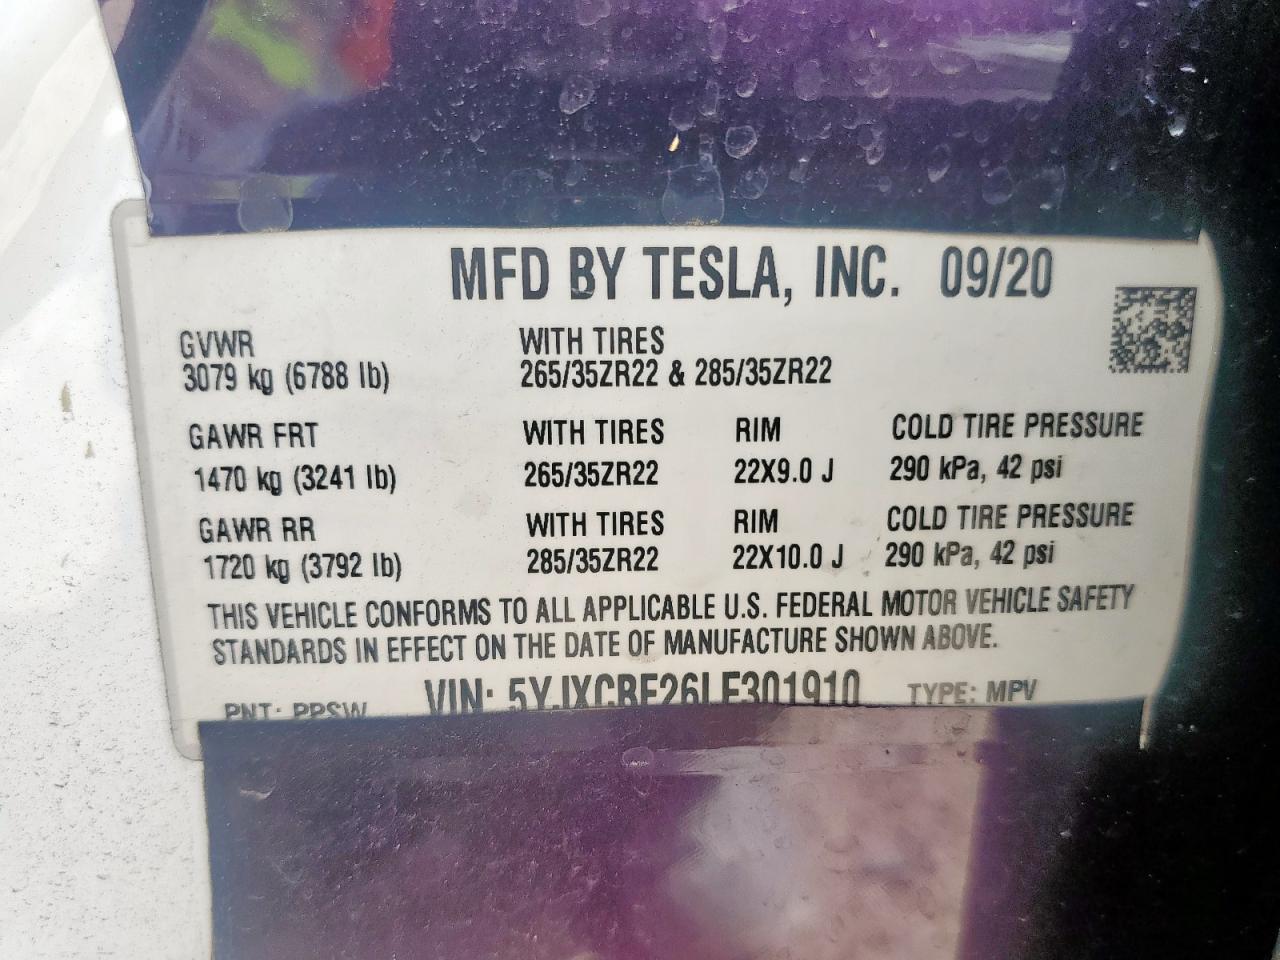 MFD BY TESLA, INC. 09/20
GVWR WITH TIRES
3079 kg (6788 lb) 265/35ZR22 & 285/35ZR22
GAWR FRT WITH TIRES RIM COLD TIRE PRESSURE
1470 kg (3241 lb) 265/35ZR22 22X9.0 J 290 kPa, 42 psi
GAWR RR WITH TIRES RIM COLD TIRE PRESSURE
1720 kg (3792 lb) 285/35ZR22 22X10.0 J 290 kPa, 42 psi
THIS VEHICLE CONFORMS TO ALL APPLICABLE U.S. FEDERAL MOTOR VEHICLE SAFETY
STANDARDS IN EFFECT ON THE DATE OF MANUFACTURE SHOWN ABOVE.
PNT: PPSW VIN: 5YJXCBE26LF301910 TYPE: MPV